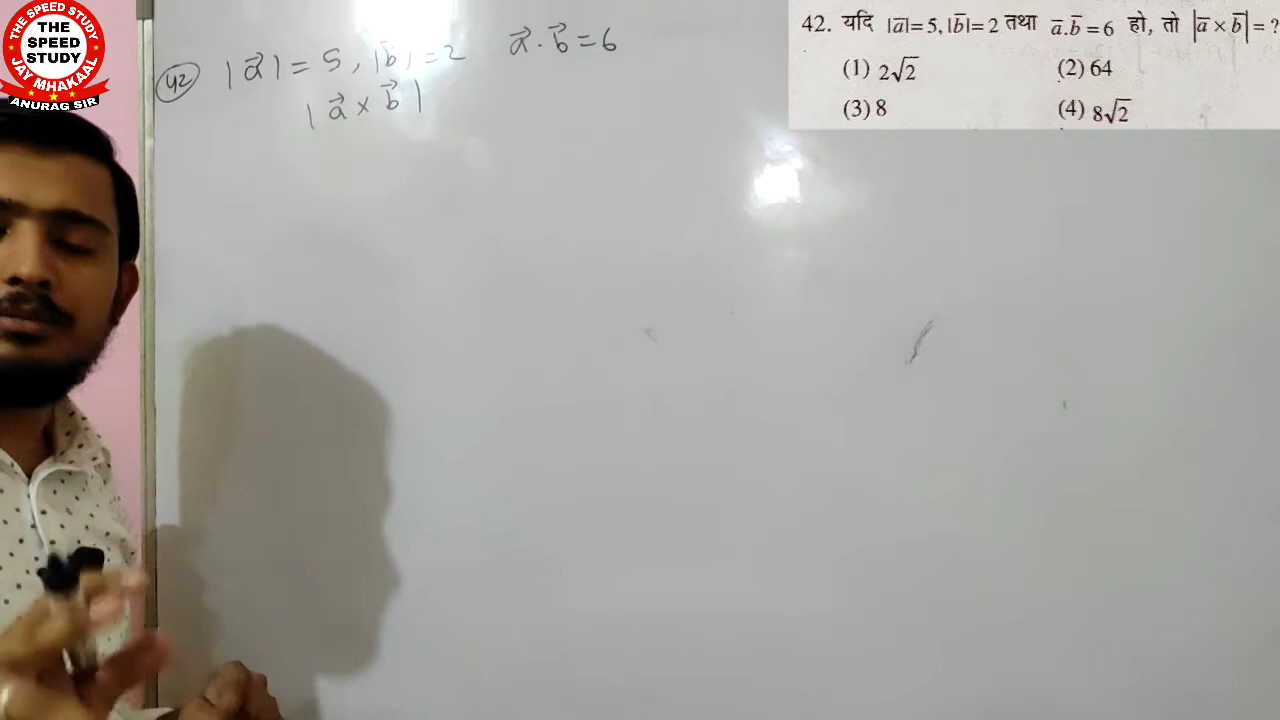 THE SPEED STUDY
THE
SPEED
STUDY
JAY MHAKAAL
ANURAG SIR
42 |a⃗| = 5, |b⃗| = 2 a⃗.b⃗ = 6
|a⃗ × b⃗|
42. यदि |a̅|=5, |b̅|=2 तथा a̅.b̅=6 हो, तो |a̅ × b̅| = ?
(1) 2√2 (2) 64
(3) 8 (4) 8√2